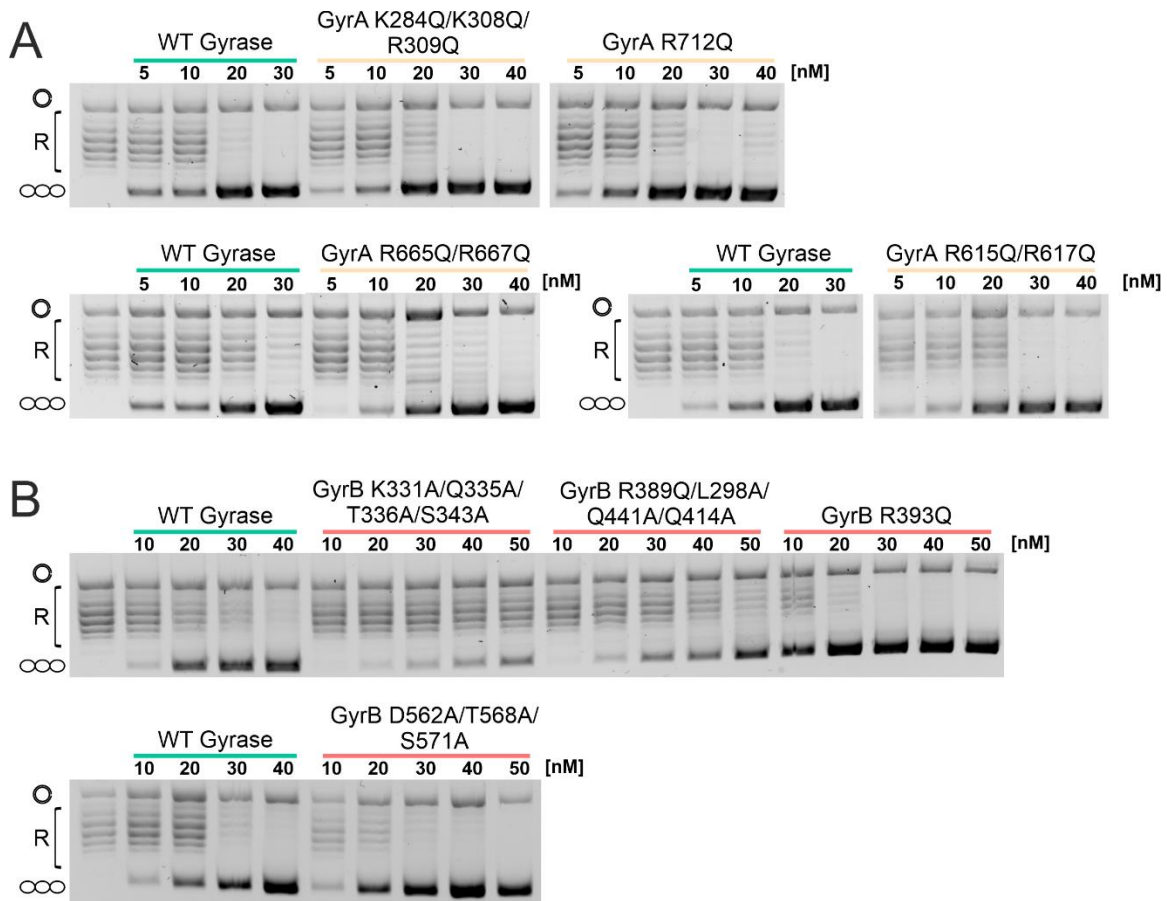 A
WT Gyrase
GyrA K284Q/K308Q/
R309Q
GyrA R712Q
5 10 20 30 5 10 20 30 40 5 10 20 30 40 [nM]
R
WT Gyrase
GyrA R665Q/R667Q
5 10 20 30 5 10 20 30 40 [nM]
R
WT Gyrase
GyrA R615Q/R617Q
5 10 20 30 5 10 20 30 40 [nM]
R
B
WT Gyrase
GyrB K331A/Q335A/
T336A/S343A
GyrB R389Q/L298A/
Q441A/Q414A
GyrB R393Q
10 20 30 40 10 20 30 40 50 10 20 30 40 50 10 20 30 40 50 [nM]
R
WT Gyrase
GyrB D562A/T568A/
S571A
10 20 30 40 10 20 30 40 50 [nM]
R